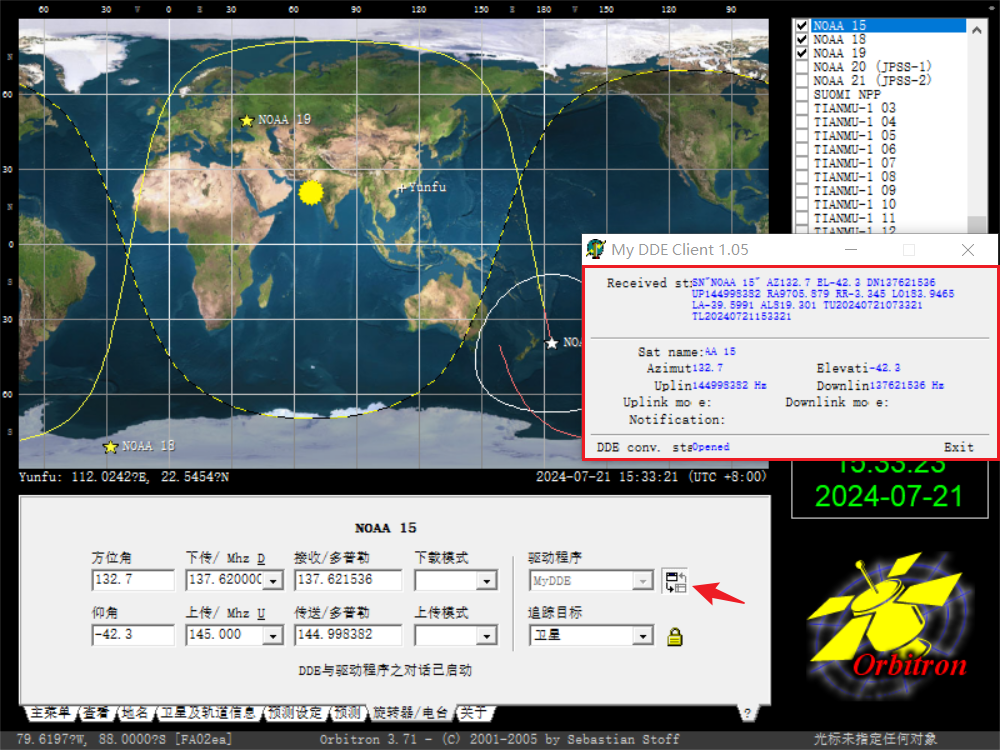 60 30 W 0 E 30 60 90 120 150 E 180 W 150 120 90
60
30
0
30
60
NOAA 19
Yunfu
NOAA 18
Yunfu: 112.0242?E, 22.5454?N
2024-07-21 15:33:21 (UTC +8:00)
NOAA 15
NOAA 18
NOAA 19
NOAA 20 (JPSS-1)
NOAA 21 (JPSS-2)
SUOMI NPP
TIANMU-1 03
TIANMU-1 04
TIANMU-1 05
TIANMU-1 06
TIANMU-1 07
TIANMU-1 08
TIANMU-1 09
TIANMU-1 10
TIANMU-1 11
TIANMU-1 12
My DDE Client 1.05
Received st
SN"NOAA 15" AZ132.7 EL-42.3 DN137621536
UP144998382 RA9705.879 RR-3.345 LO183.9465
LA-39.5991 AL819.301 TU20240721073321
TL20240721153321
Sat name: AA 15
Azimut 132.7 Elevati -42.3
Uplin 144998382 Hz Downlin 137621536 Hz
Uplink mo e: Downlink mo e:
Notification:
DDE conv. sts Opened Exit
15:33:23
2024-07-21
NOAA 15
方位角 下传/ Mhz D 接收/多普勒 下载模式 驱动程序
132.7 137.620000 137.621536 MyDDE
仰角 上传/ Mhz U 传送/多普勒 上传模式 追踪目标
-42.3 145.000 144.998382 卫星
DDE与驱动程序之对话已启动
Orbitron
主菜单 查看 地名 卫星及轨道信息 预测设定 预测 旋转器/电台 关于 ?
79.6197?W, 88.0000?S [FA02ea] Orbitron 3.71 - (C) 2001-2005 by Sebastian Stoff 光标未指定任何对象